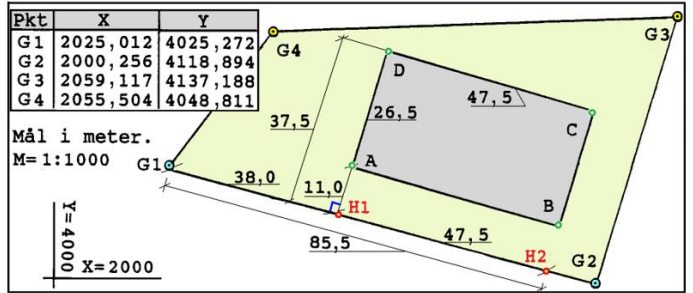 Pkt X Y
G1 2025,012 4025,272
G2 2000,256 4118,894
G3 2059,117 4137,188
G4 2055,504 4048,811
Mål i meter.
M=1:1000
G4
G3
D
47,5
37,5
26,5
C
G1
A
38,0
11,0
H1
B
47,5
85,5
H2
G2
Y=4000
X=2000